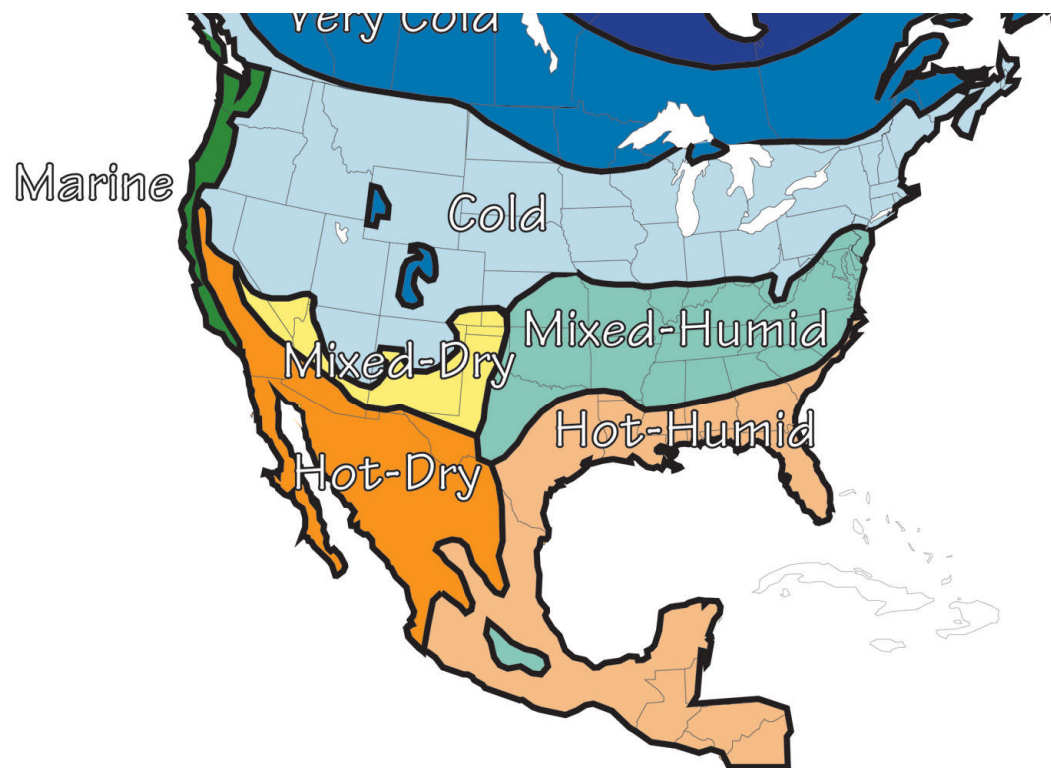 Very Cold
Marine
Cold
Mixed-Humid
Mixed-Dry
Hot-Humid
Hot-Dry